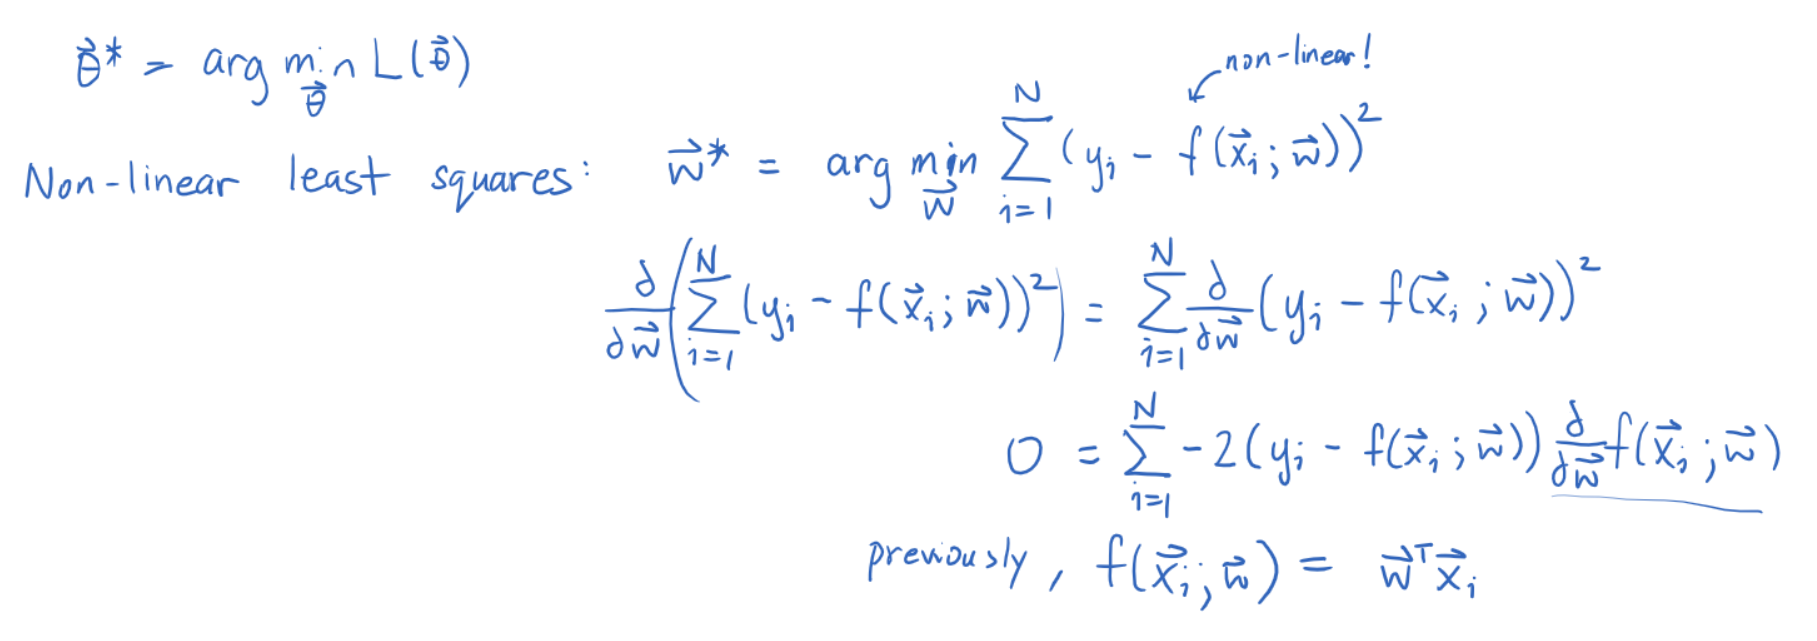 $\vec{\theta}^* = \arg\min_{\vec{\theta}} L(\vec{\theta})$
non-linear!
Non-linear least squares: $\vec{w}^* = \arg\min_{\vec{w}} \sum_{i=1}^{N} (y_i - f(\vec{x}_i; \vec{w}))^2$
$\frac{\partial}{\partial \vec{w}} \left( \sum_{i=1}^{N} (y_i - f(\vec{x}_i; \vec{w}))^2 \right) = \sum_{i=1}^{N} \frac{\partial}{\partial \vec{w}} (y_i - f(\vec{x}_i; \vec{w}))^2$
$0 = \sum_{i=1}^{N} -2(y_i - f(\vec{x}_i; \vec{w})) \frac{\partial}{\partial \vec{w}} f(\vec{x}_i; \vec{w})$
previously, $f(\vec{x}_i; \vec{w}) = \vec{w}^T \vec{x}_i$